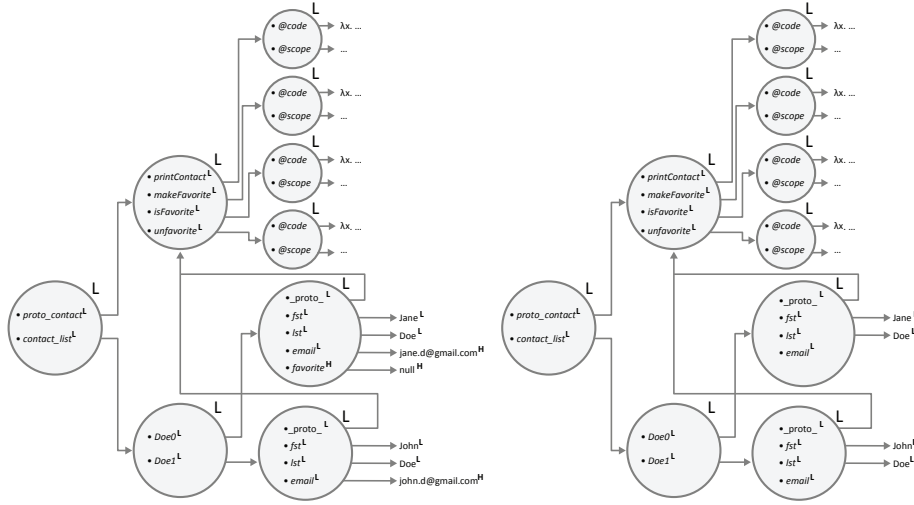 L
• @code λx. ...
• @scope ...
L
• @code λx. ...
• @scope ...
L
• @code λx. ...
• @scope ...
L
• @code λx. ...
• @scope ...
L
• printContact L
• makeFavorite L
• isFavorite L
• unfavorite L
L
• proto_contact L
• contact_list L
L
•_proto_ L
• fst L Jane L
• lst L Doe L
• email L jane.d@gmail.com H
• favorite H null H
L
• Doe0 L
• Doe1 L
L
•_proto_ L
• fst L John L
• lst L Doe L
• email L john.d@gmail.com H
L
• @code λx. ...
• @scope ...
L
• @code λx. ...
• @scope ...
L
• @code λx. ...
• @scope ...
L
• @code λx. ...
• @scope ...
L
• printContact L
• makeFavorite L
• isFavorite L
• unfavorite L
L
• proto_contact L
• contact_list L
L
•_proto_ L
• fst L Jane L
• lst L Doe L
• email L
L
• Doe0 L
• Doe1 L
L
•_proto_ L
• fst L John L
• lst L Doe L
• email L